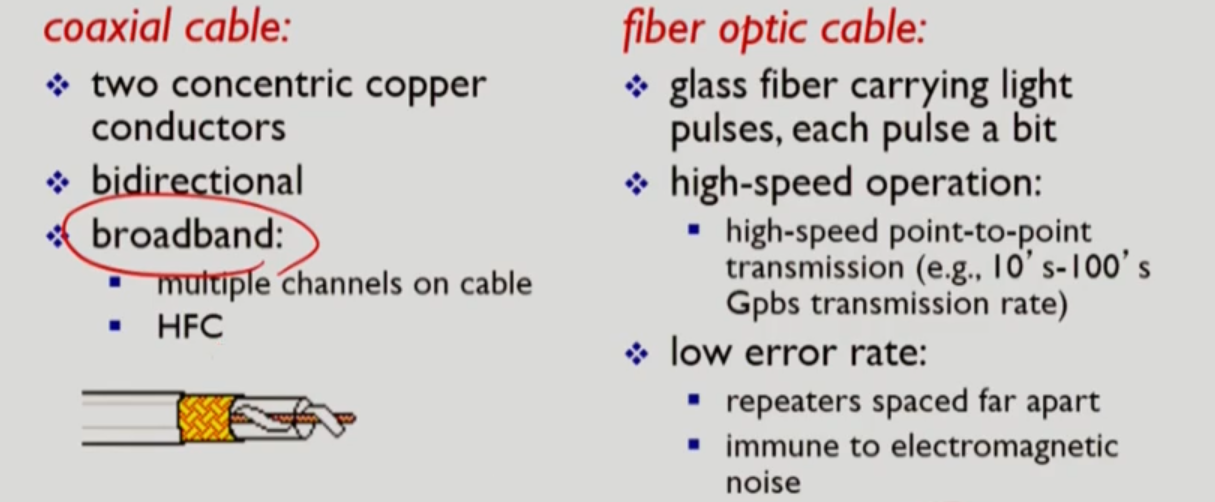 coaxial cable:
two concentric copper
conductors
bidirectional
broadband:
multiple channels on cable
HFC
fiber optic cable:
glass fiber carrying light
pulses, each pulse a bit
high-speed operation:
high-speed point-to-point
transmission (e.g., 10’s-100’s
Gpbs transmission rate)
low error rate:
repeaters spaced far apart
immune to electromagnetic
noise